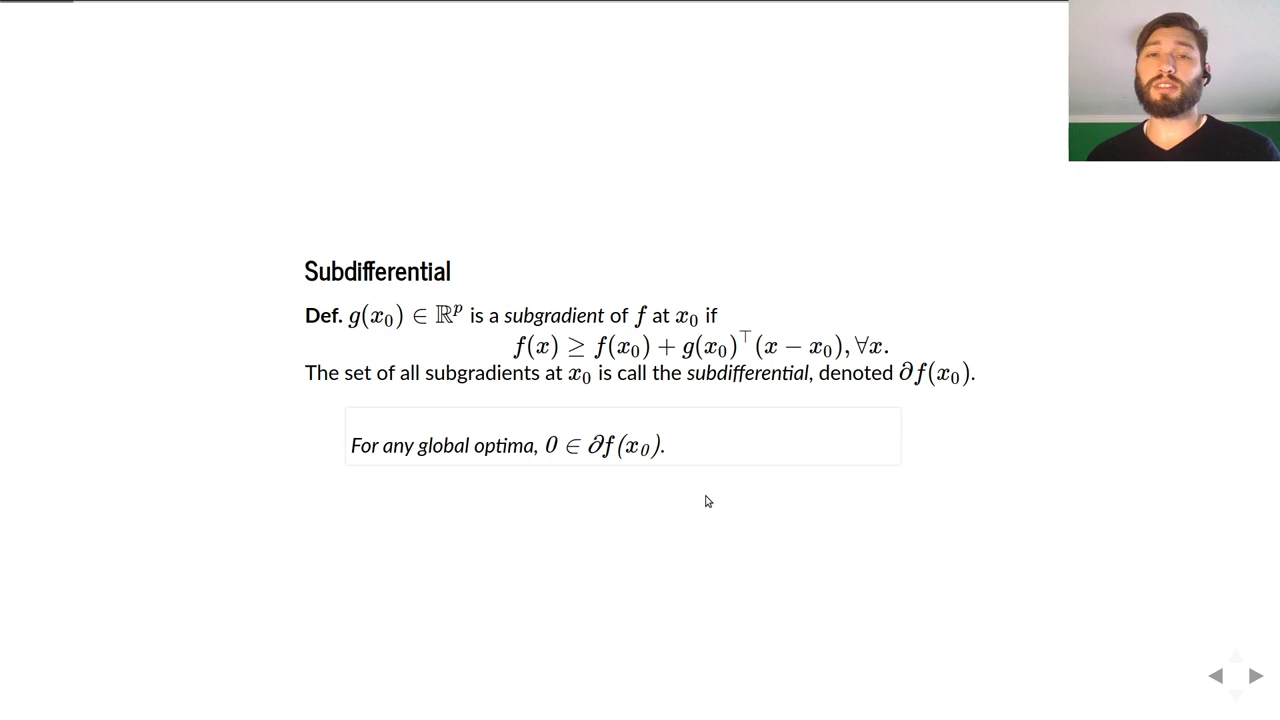 Subdifferential
Def. g(x₀) ∈ ℝᵖ is a subgradient of f at x₀ if
f(x) ≥ f(x₀) + g(x₀)^⊤(x − x₀), ∀x.
The set of all subgradients at x₀ is call the subdifferential, denoted ∂f(x₀).
For any global optima, 0 ∈ ∂f(x₀).